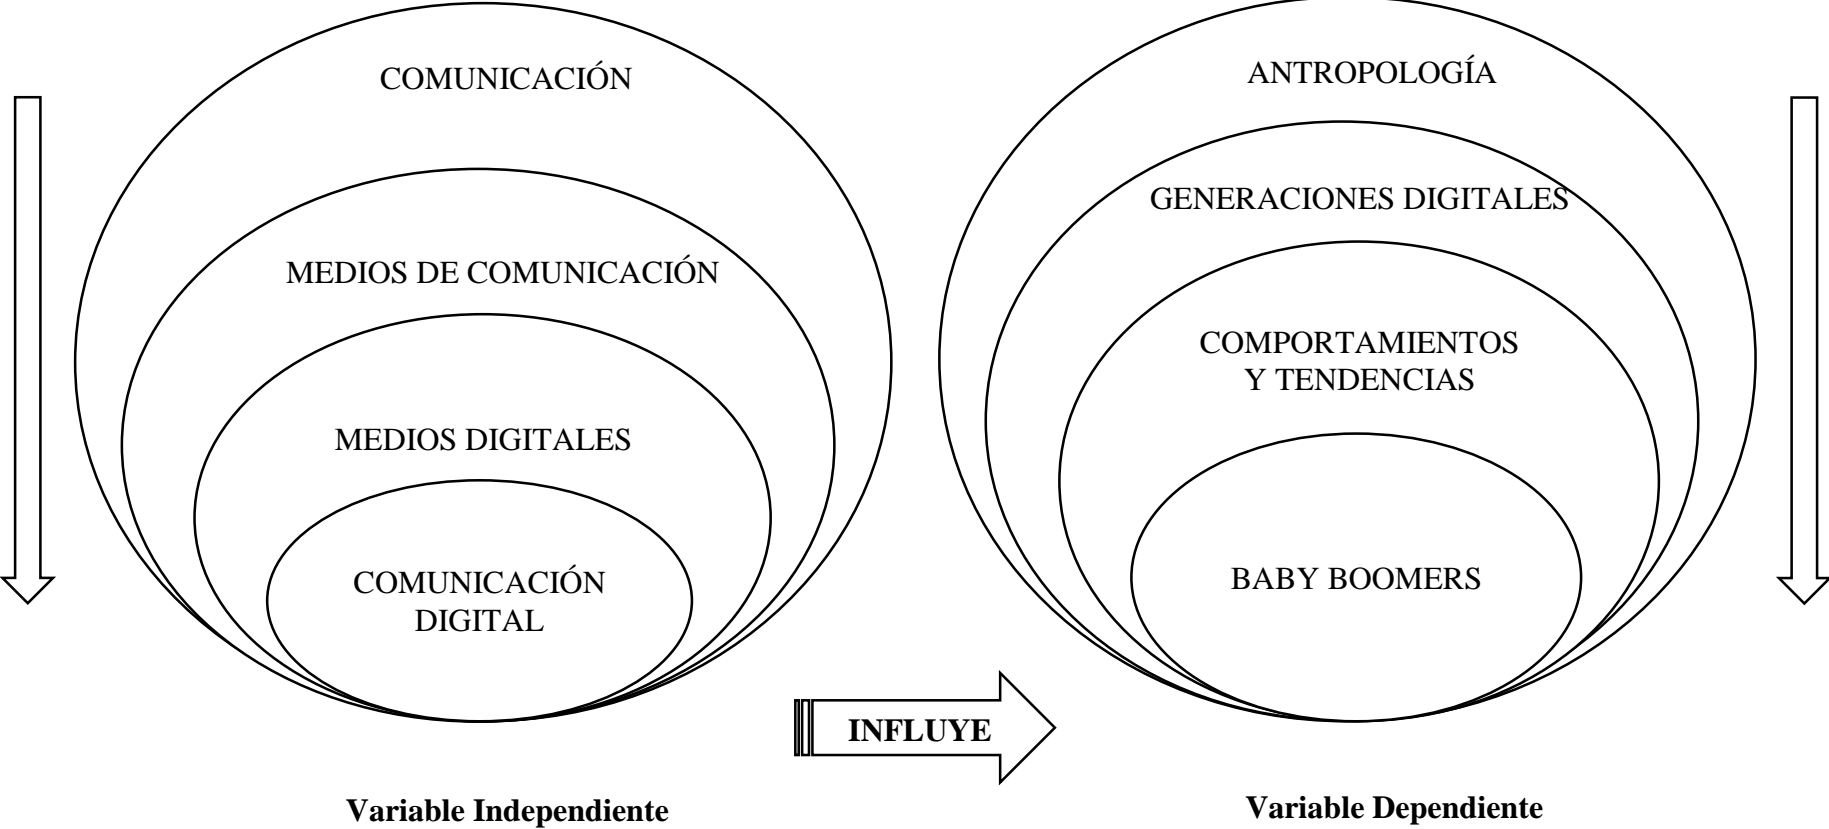 COMUNICACIÓN
MEDIOS DE COMUNICACIÓN
MEDIOS DIGITALES
COMUNICACIÓN
DIGITAL
ANTROPOLOGÍA
GENERACIONES DIGITALES
COMPORTAMIENTOS
Y TENDENCIAS
BABY BOOMERS
INFLUYE
Variable Independiente
Variable Dependiente